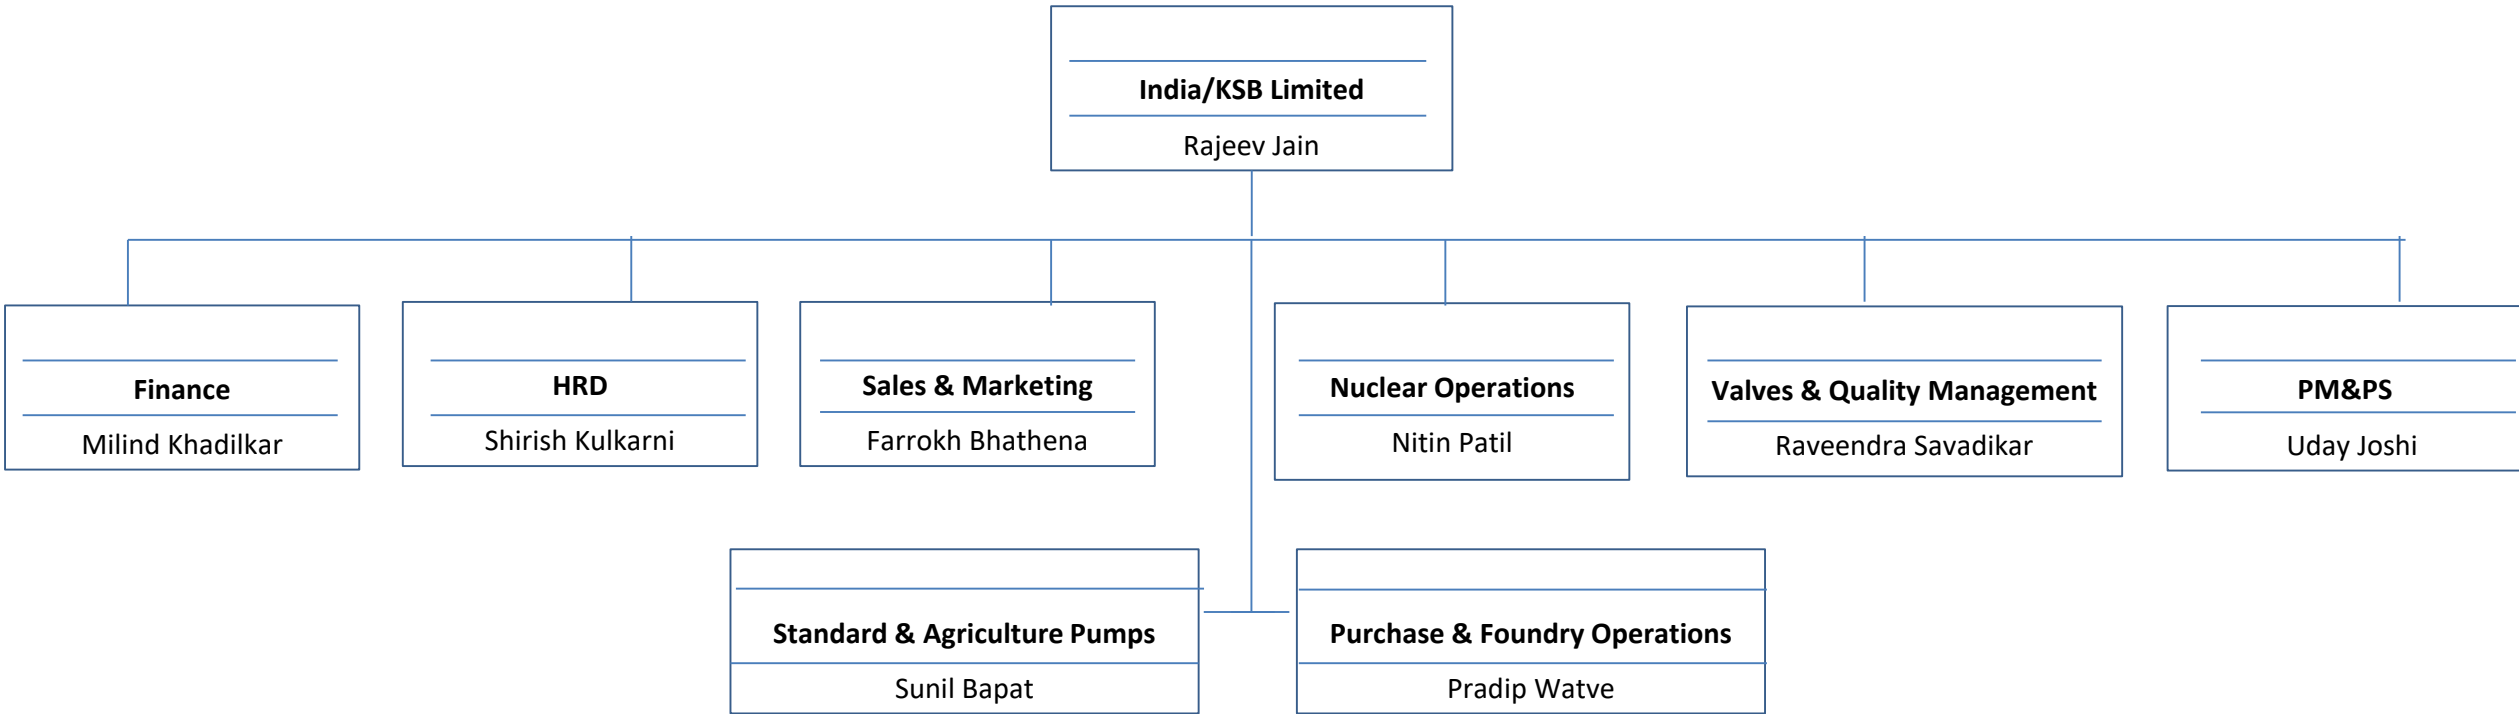 India/KSB Limited
Rajeev Jain
Finance
Milind Khadilkar
HRD
Shirish Kulkarni
Sales & Marketing
Farrokh Bhathena
Nuclear Operations
Nitin Patil
Valves & Quality Management
Raveendra Savadikar
PM&PS
Uday Joshi
Standard & Agriculture Pumps
Sunil Bapat
Purchase & Foundry Operations
Pradip Watve